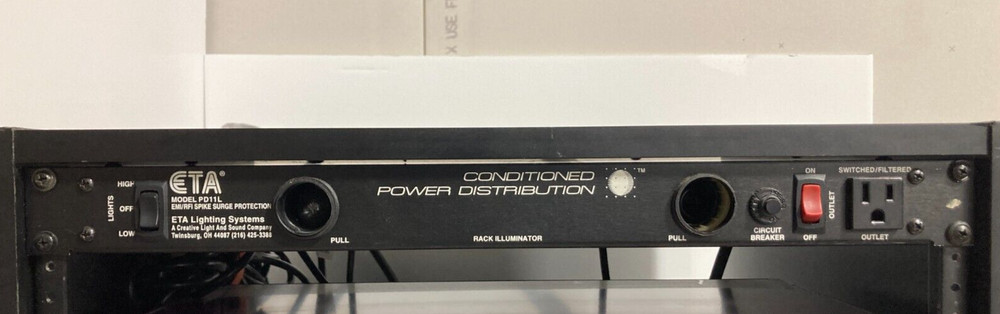 X USE F
HIGH
LIGHTS
OFF
LOW
ETA®
MODEL PD11L
EMI/RFI SPIKE SURGE PROTECTION
ETA Lighting Systems
A Creative Light And Sound Company
Twinsburg, OH 44087 (216) 425-3388
PULL
CONDITIONED
POWER DISTRIBUTION ™
RACK ILLUMINATOR
PULL
CIRCUIT
BREAKER
ON
OUTLET
OFF
SWITCHED/FILTERED
OUTLET